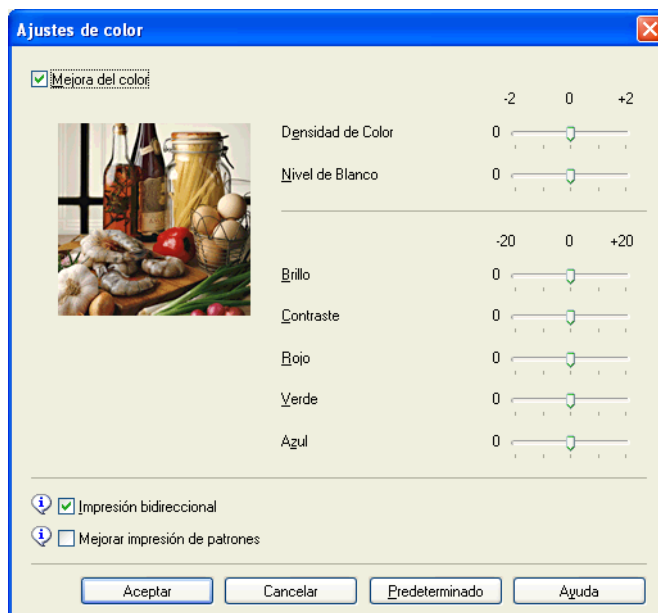 Ajustes de color
Mejora del color
-2 0 +2
Densidad de Color 0
Nivel de Blanco 0
-20 0 +20
Brillo 0
Contraste 0
Rojo 0
Verde 0
Azul 0
Impresión bidireccional
Mejorar impresión de patrones
Aceptar Cancelar Predeterminado Ayuda